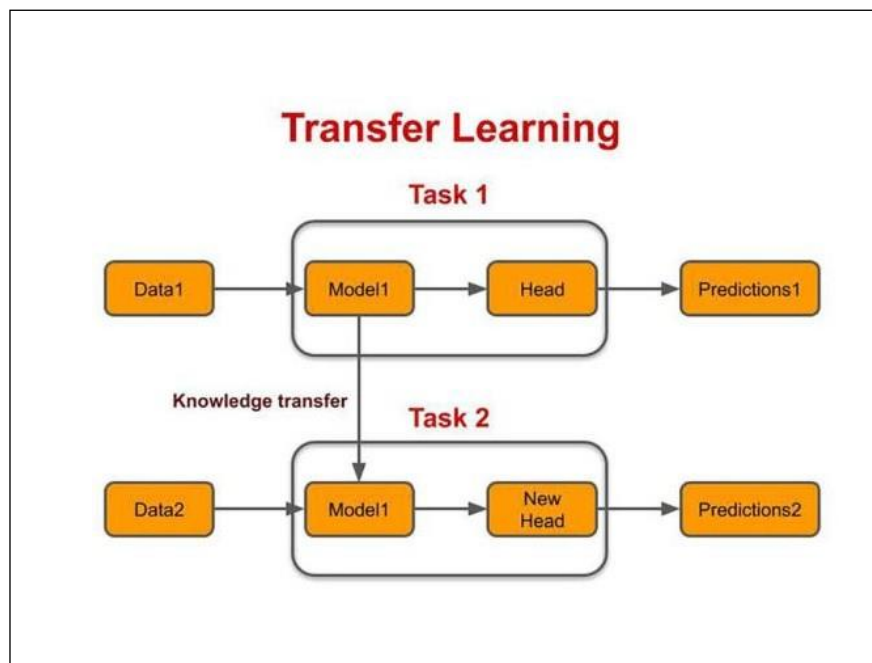 Transfer Learning
Task 1
Data1
Model1
Head
Predictions1
Knowledge transfer
Task 2
Data2
Model1
New
Head
Predictions2